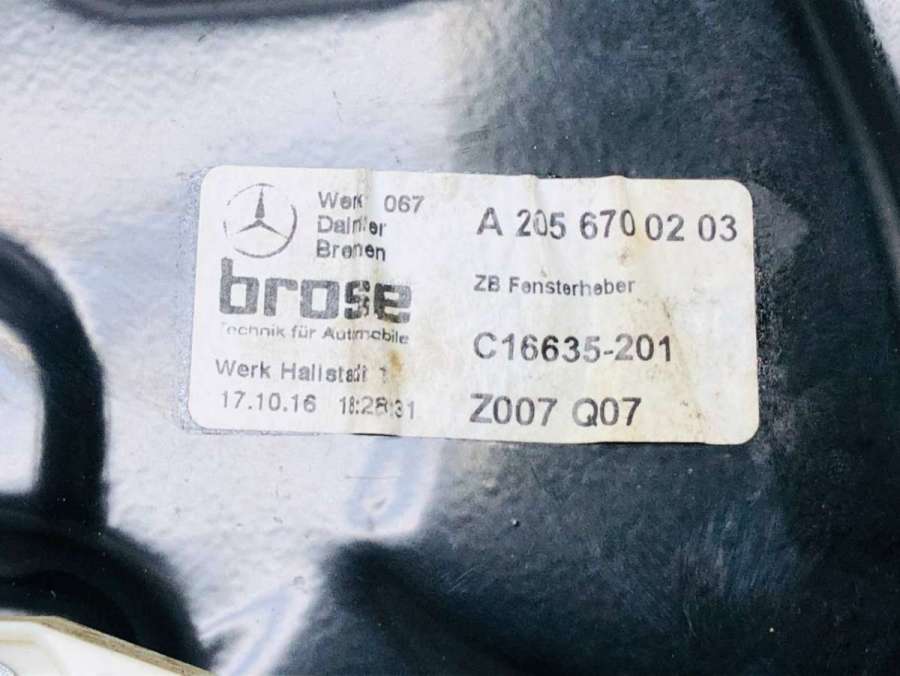 Werk 067
Daimler
Bremen
brose
Technik für Automobile
Werk Hallstadt 1
17.10.16 18:28:31
A 205 670 02 03
ZB Fensterheber
C16635-201
Z007 Q07